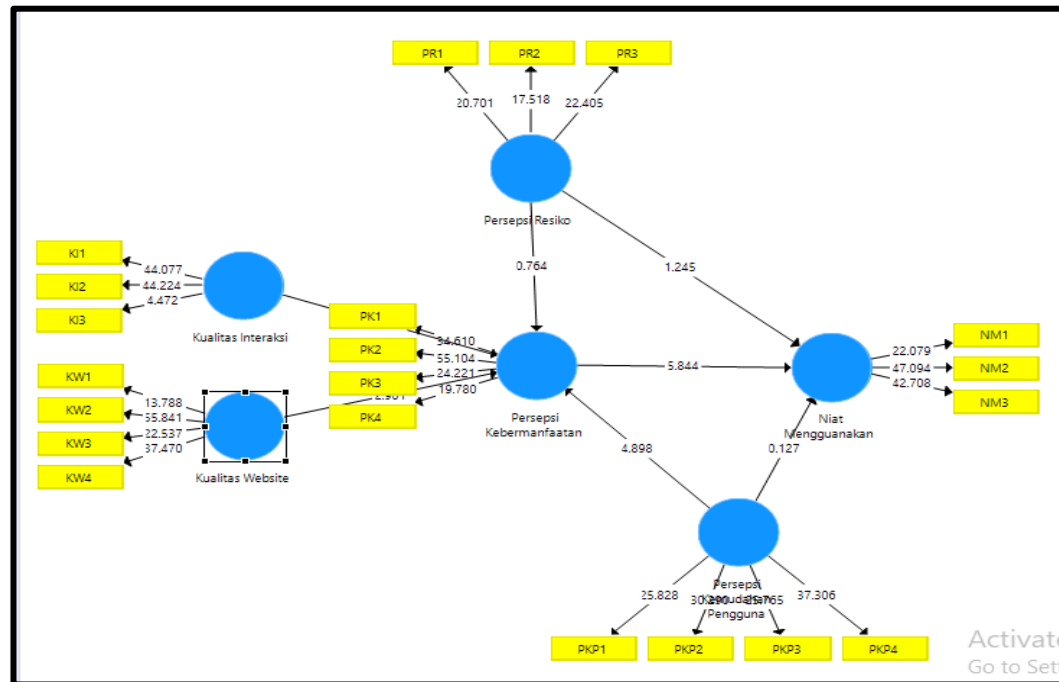 PR1 PR2 PR3
20.701 17.518 22.405
Persepsi Resiko
KI1
KI2
KI3
44.077
44.224
4.472
Kualitas Interaksi
0.764
1.245
PK1
PK2
PK3
PK4
34.610
55.104
24.221
19.780
Persepsi
Kebermanfaatan
5.844
NM1
NM2
NM3
22.079
47.094
42.708
Niat
Mengguanakan
KW1
KW2
KW3
KW4
13.788
55.841
22.537
37.470
Kualitas Website
4.898
0.127
Persepsi
Pengguna
25.828
37.306
PKP1 PKP2 PKP3 PKP4
Activate
Go to Sett